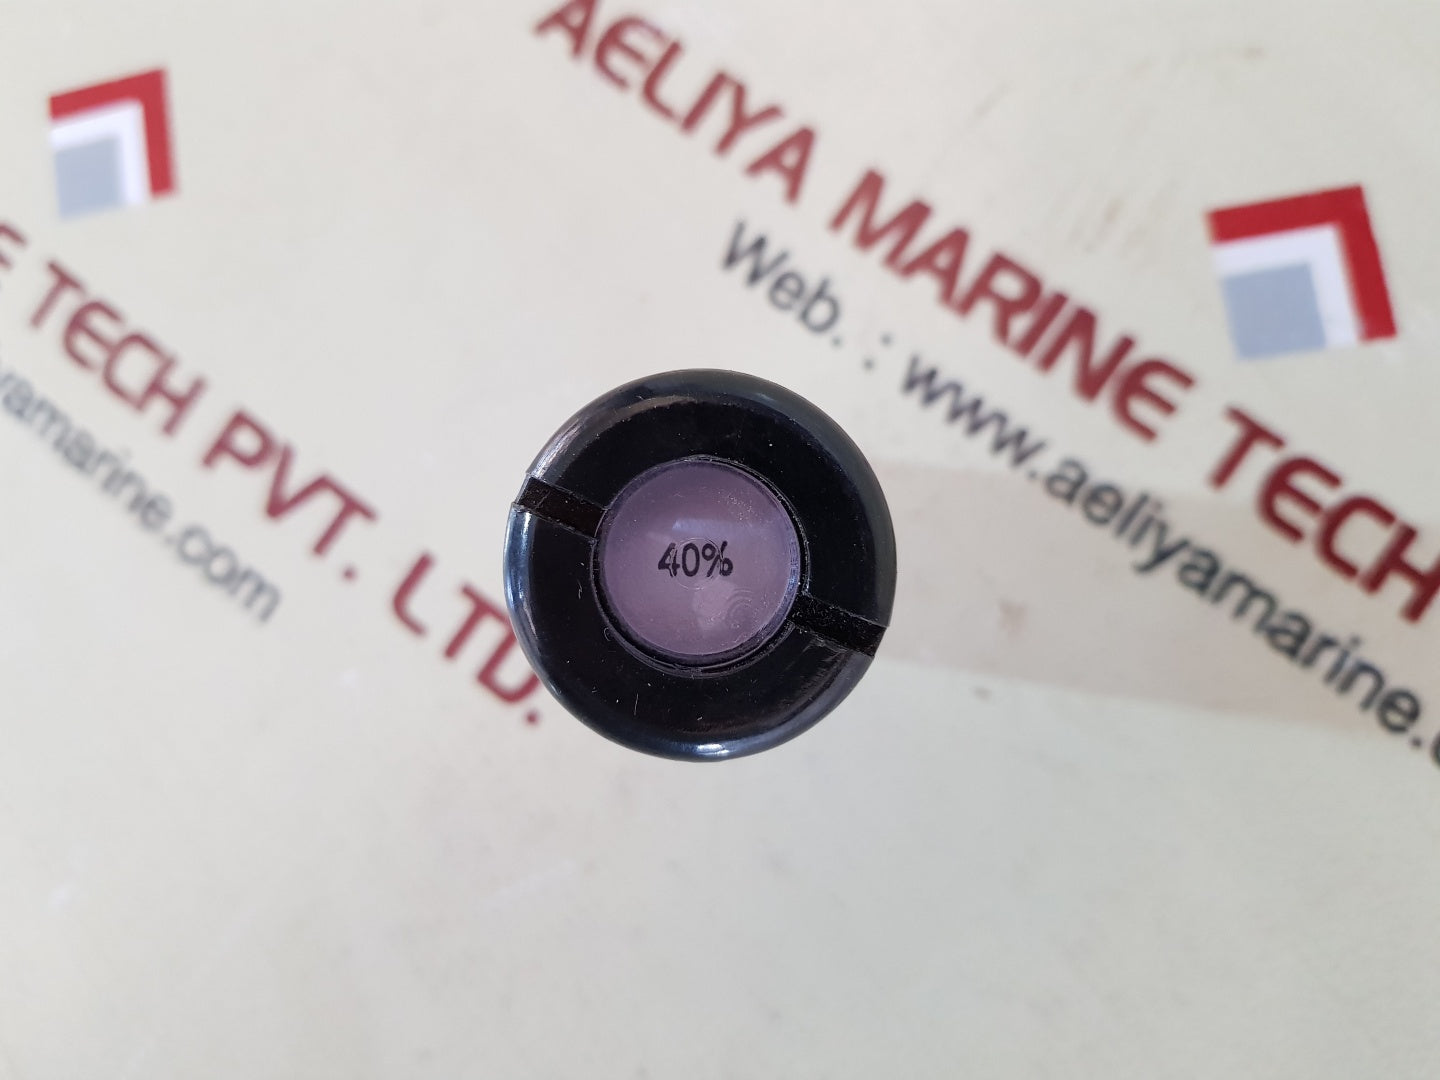 AELIYA MARINE TECH
Web. : www.aeliyamarine.
TECH PVT. LTD.
yamarine.com
40%